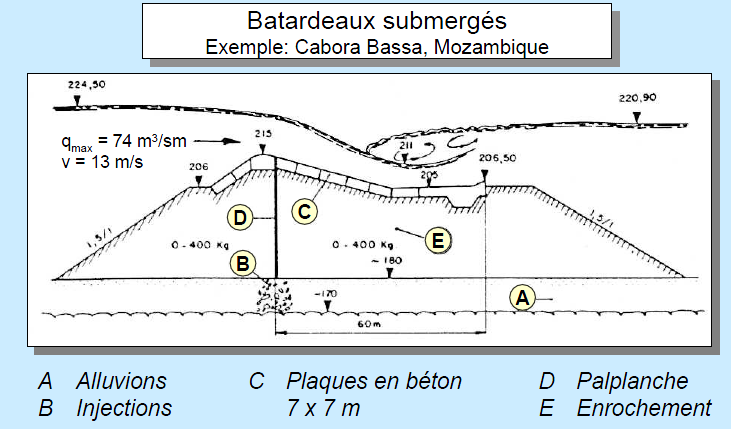 Batardeaux submergés
Exemple: Cabora Bassa, Mozambique
224,50
220,90
qmax = 74 m³/sm
v = 13 m/s
215
211
206
205
206,50
1,5/1
D
C
E
1,5/1
0 - 400 Kg
0 - 400 Kg
~ 180
B
A
~170
60m
A Alluvions
B Injections
C Plaques en béton
7 x 7 m
D Palplanche
E Enrochement